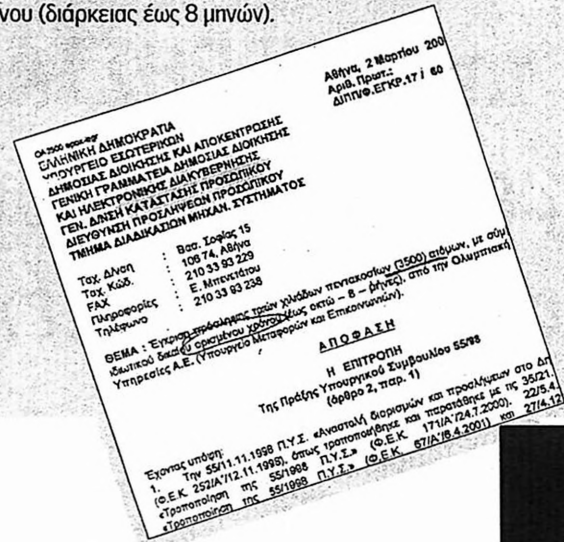 νου (διάρκειας έως 8 μηνών).
Αθήνα, 2 Μαρτίου 200
Αριθ. Πρωτ.:
ΔΙΠΠ/Φ.ΕΓΚΡ.17 i 60
ΕΛΛΗΝΙΚΗ ΔΗΜΟΚΡΑΤΙΑ
ΥΠΟΥΡΓΕΙΟ ΕΣΩΤΕΡΙΚΩΝ
ΔΗΜΟΣΙΑΣ ΔΙΟΙΚΗΣΗΣ ΚΑΙ ΑΠΟΚΕΝΤΡΩΣΗΣ
ΓΕΝΙΚΗ ΓΡΑΜΜΑΤΕΙΑ ΔΗΜΟΣΙΑΣ ΔΙΟΙΚΗΣΗΣ
ΚΑΙ ΗΛΕΚΤΡΟΝΙΚΗΣ ΔΙΑΚΥΒΕΡΝΗΣΗΣ
ΓΕΝ. Δ/ΝΣΗ ΚΑΤΑΣΤΑΣΗΣ ΠΡΟΣΩΠΙΚΟΥ
ΔΙΕΥΘΥΝΣΗ ΠΡΟΣΛΗΨΕΩΝ ΠΡΟΣΩΠΙΚΟΥ
ΤΜΗΜΑ ΔΙΑΔΙΚΑΣΙΩΝ ΜΗΧΑΝ. ΣΥΣΤΗΜΑΤΟΣ
Ταχ. Δ/νση : Βασ. Σοφίας 15
Ταχ. Κώδ. : 106 74, Αθήνα
FAX : 210 33 93 229
Πληροφορίες : Ε. Μπενετάτου
Τηλέφωνο : 210 33 93 238
ΘΕΜΑ : Έγκριση πρόσληψης τριών χιλιάδων πεντακοσίων (3500) ατόμων, με σύμ
ιδιωτικού δικαίου ορισμένου χρόνου (έως οκτώ – 8 – μήνες), από την Ολυμπιακή
Υπηρεσίες Α.Ε. (Υπουργείο Μεταφορών και Επικοινωνιών).
ΑΠΟΦΑΣΗ
Η ΕΠΙΤΡΟΠΗ
Της Πράξης Υπουργικού Συμβουλίου 55/98
(άρθρο 2, παρ. 1)
Έχοντας υπόψη:
1. Την 55/11.11.1998 Π.Υ.Σ. «Αναστολή διορισμών και προσλήψεων στο Δη
(Φ.Ε.Κ. 252/Α'/12.11.1998), όπως τροποποιήθηκε και παρατάθηκε με τις 35/21.
«Τροποποίηση της 55/1998 Π.Υ.Σ.» (Φ.Ε.Κ. 171/Α'/24.7.2000), 22/5.4.
«Τροποποίηση της 55/1998 Π.Υ.Σ.» (Φ.Ε.Κ. 87/Α'/6.4.2001) και 27/4.12